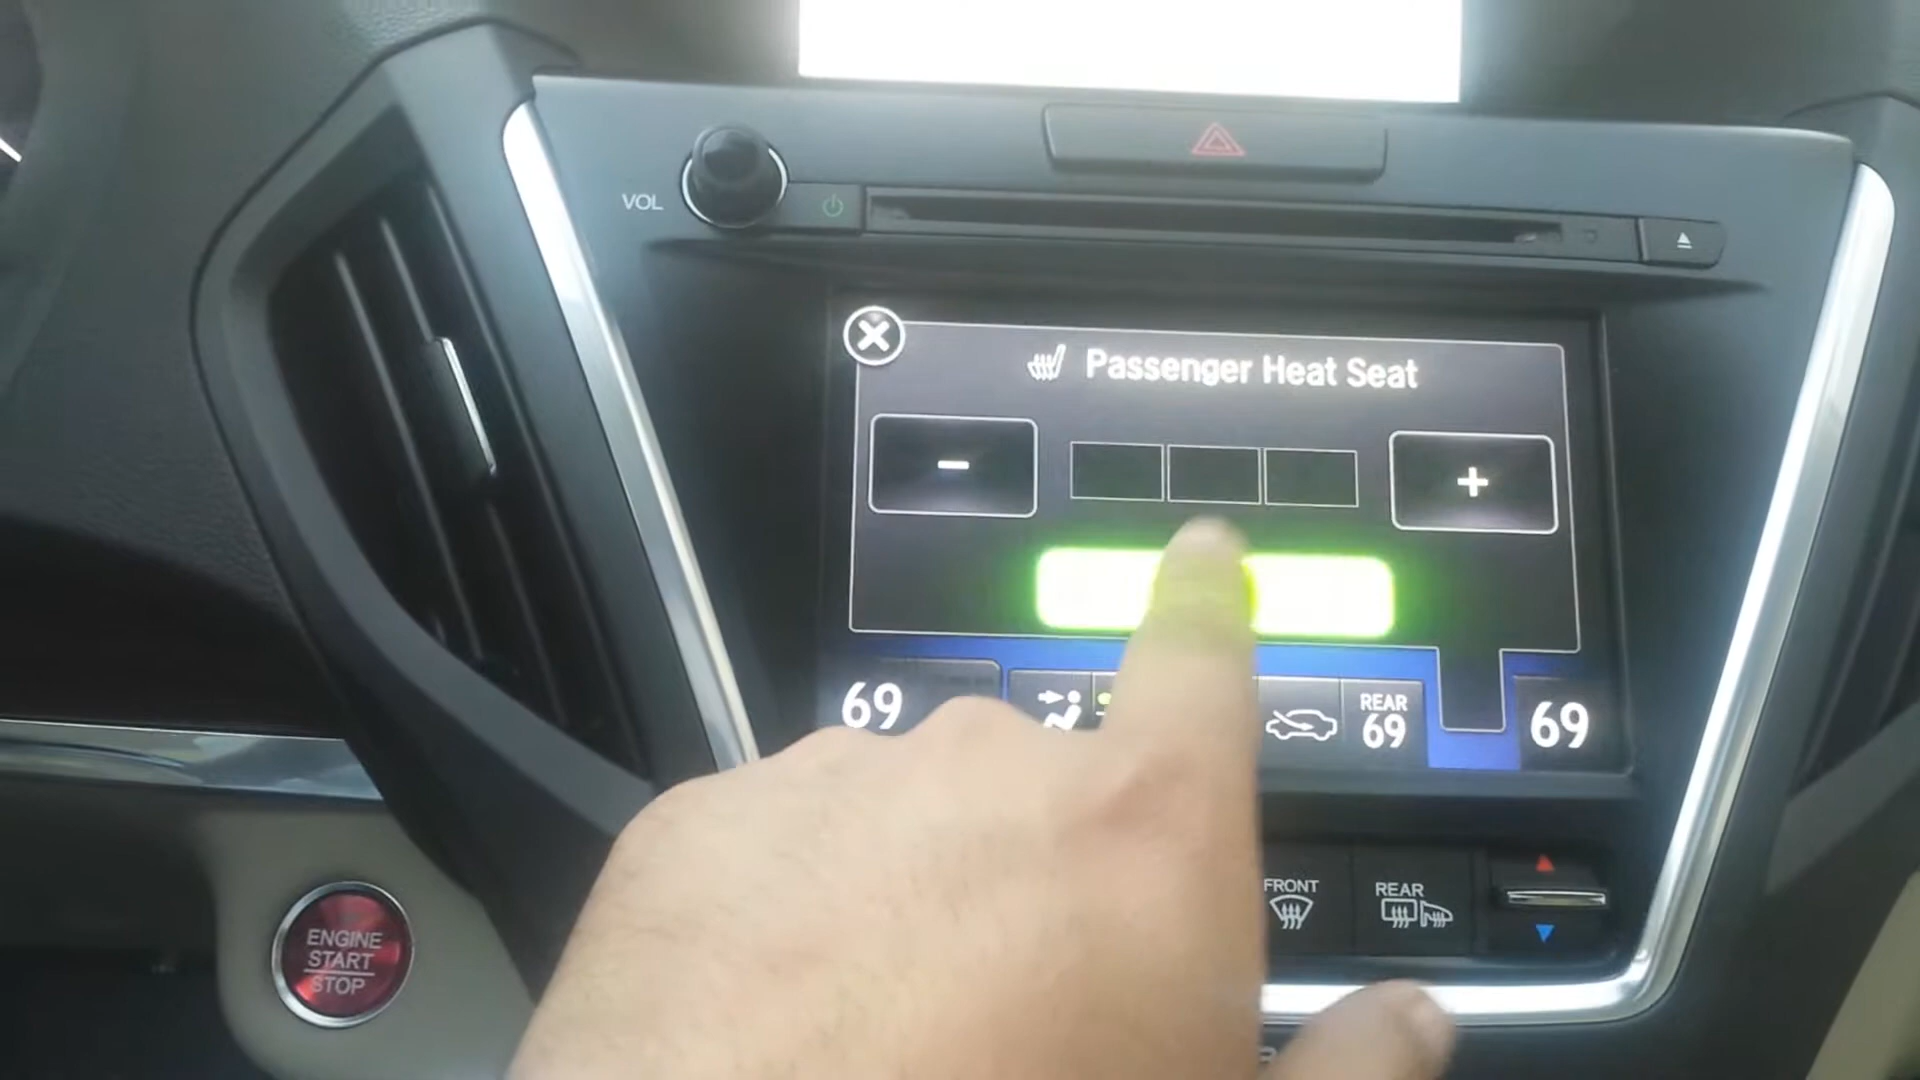 VOL
Passenger Heat Seat
-
+
69
REAR
69
69
FRONT
REAR
ENGINE
START
STOP